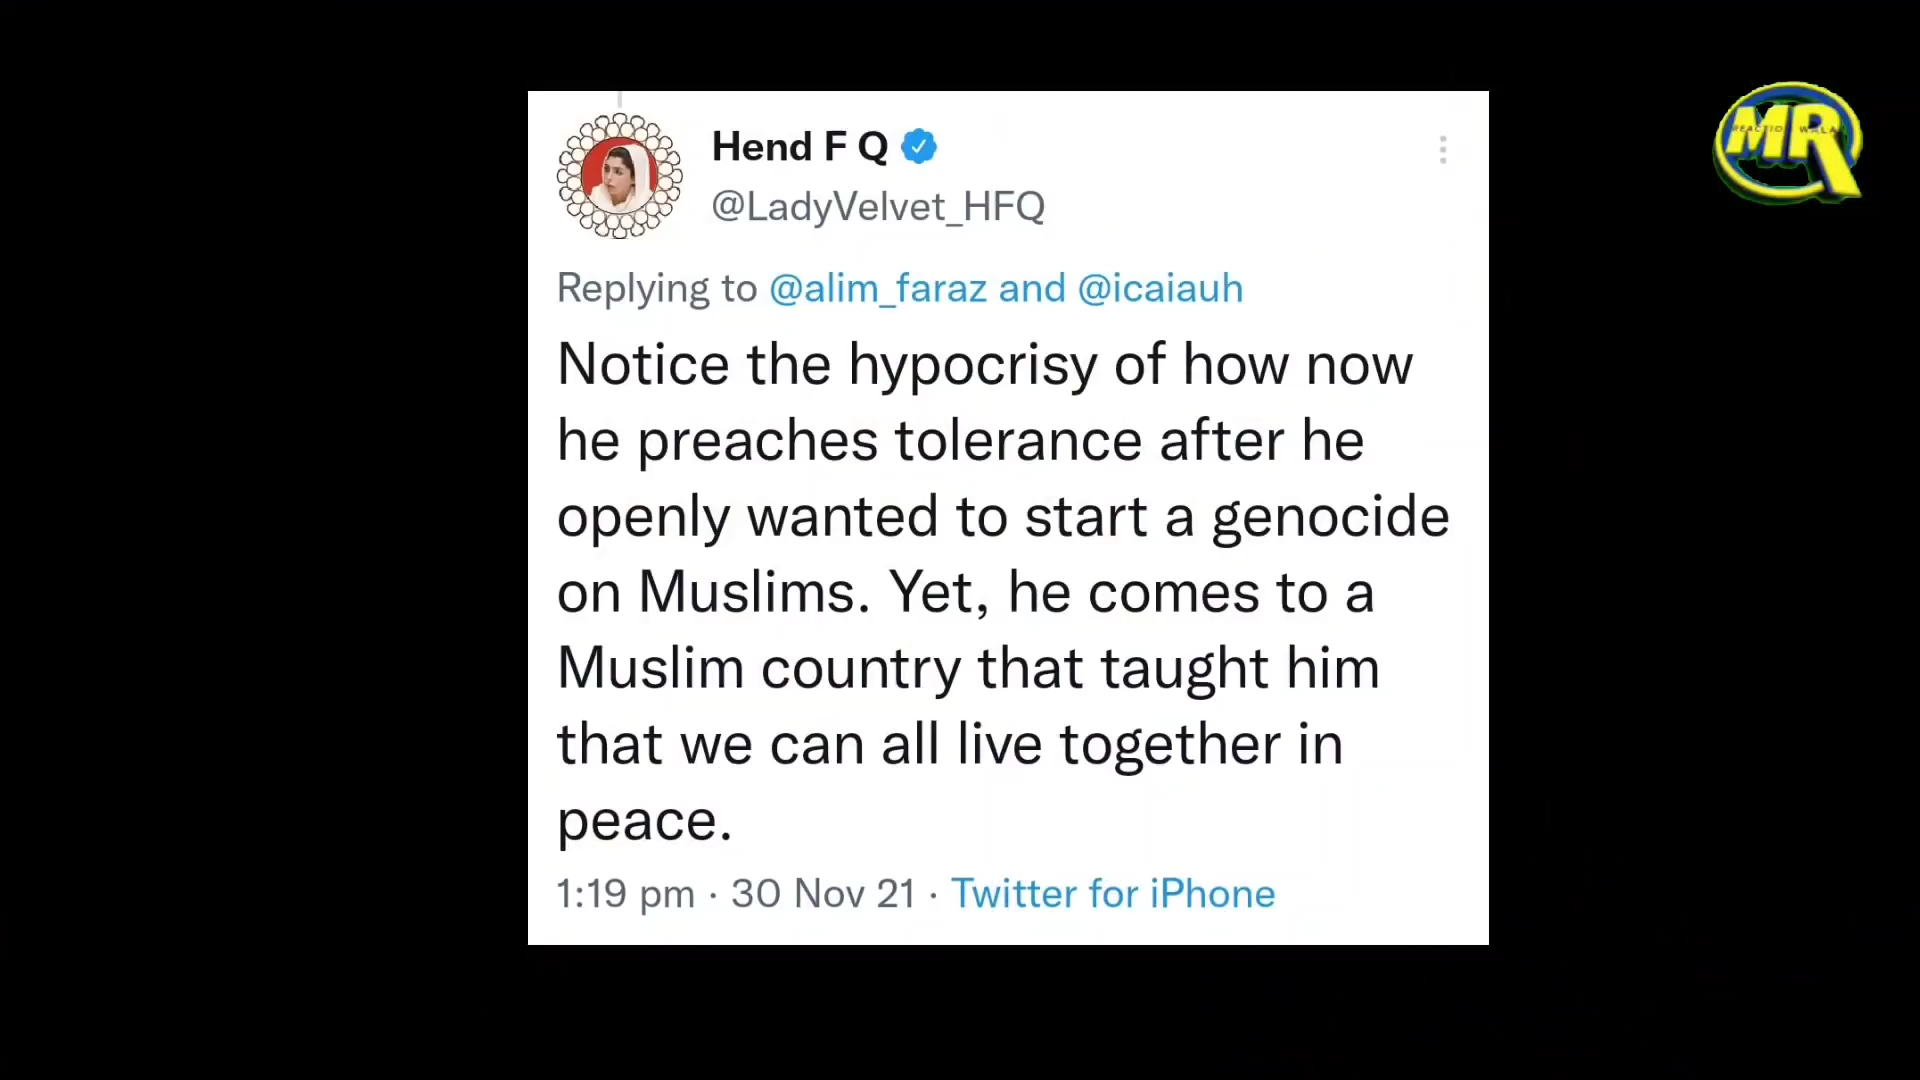 Hend F Q
@LadyVelvet_HFQ
Replying to @alim_faraz and @icaiauh
Notice the hypocrisy of how now
he preaches tolerance after he
openly wanted to start a genocide
on Muslims. Yet, he comes to a
Muslim country that taught him
that we can all live together in
peace.
1:19 pm · 30 Nov 21 · Twitter for iPhone
MR
REACTION WALA